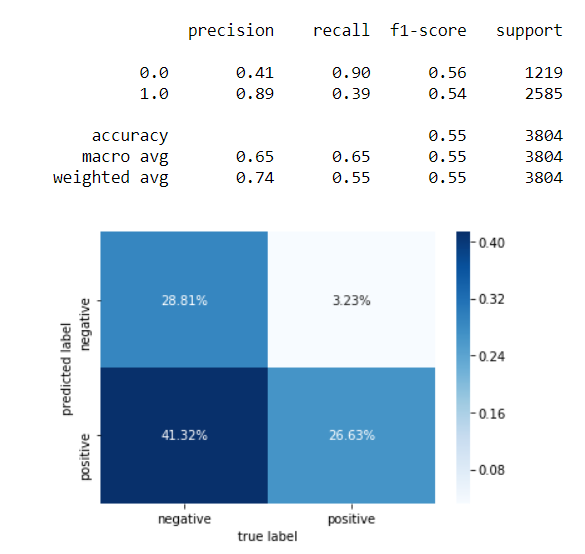 precision recall f1-score support
0.0 0.41 0.90 0.56 1219
1.0 0.89 0.39 0.54 2585
accuracy 0.55 3804
macro avg 0.65 0.65 0.55 3804
weighted avg 0.74 0.55 0.55 3804
0.40
28.81% 3.23%
negative
0.32
predicted label
0.24
0.16
41.32% 26.63%
positive
0.08
negative positive
true label